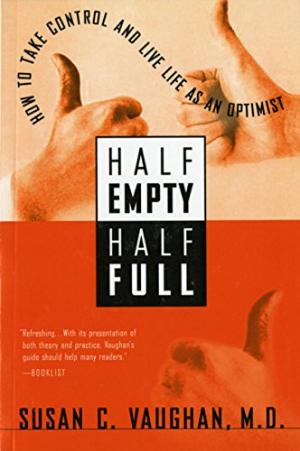 HOW TO TAKE CONTROL AND LIVE LIFE AS AN OPTIMIST
HALF
EMPTY
HALF
FULL
"Refreshing...With its presentation
of both theory and practice, Vaughan's
guide should help many readers."
—BOOKLIST
SUSAN C. VAUGHAN, M.D.